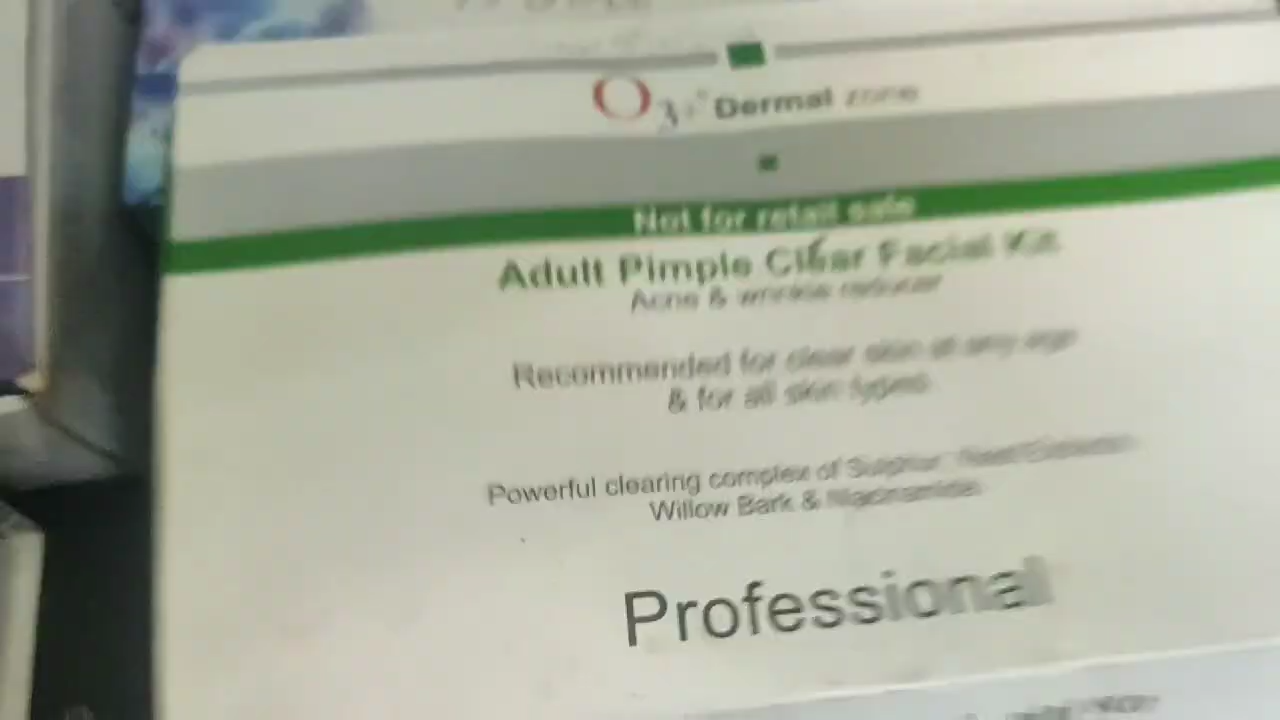 O3+ Dermal zone
Not for retail sale
Adult Pimple Clear Facial Kit
Acne & wrinkle reducer
Recommended for clear skin at any age
& for all skin types
Powerful clearing complex of Sulphur,
Willow Bark & Niacinamide
Professional